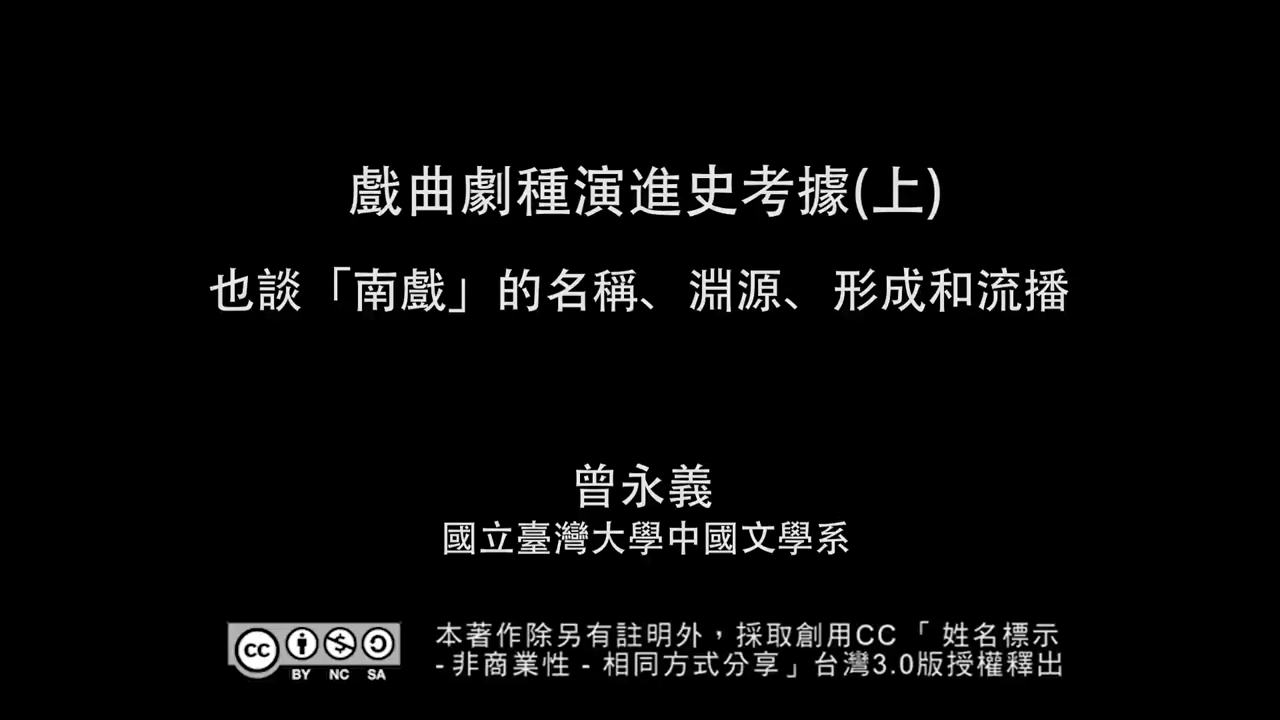 戲曲劇種演進史考據(上)
也談「南戲」的名稱、淵源、形成和流播
曾永義
國立臺灣大學中國文學系
cc BY NC SA
本著作除另有註明外，採取創用CC「 姓名標示
- 非商業性 - 相同方式分享」台灣3.0版授權釋出